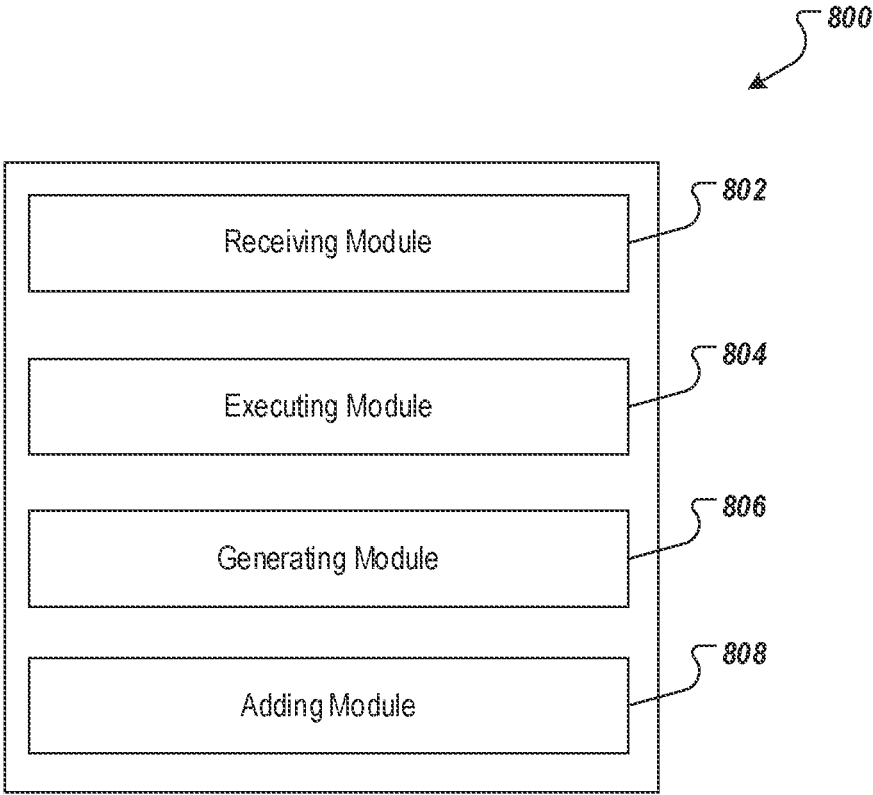 800
Receiving Module
802
Executing Module
804
Generating Module
806
Adding Module
808